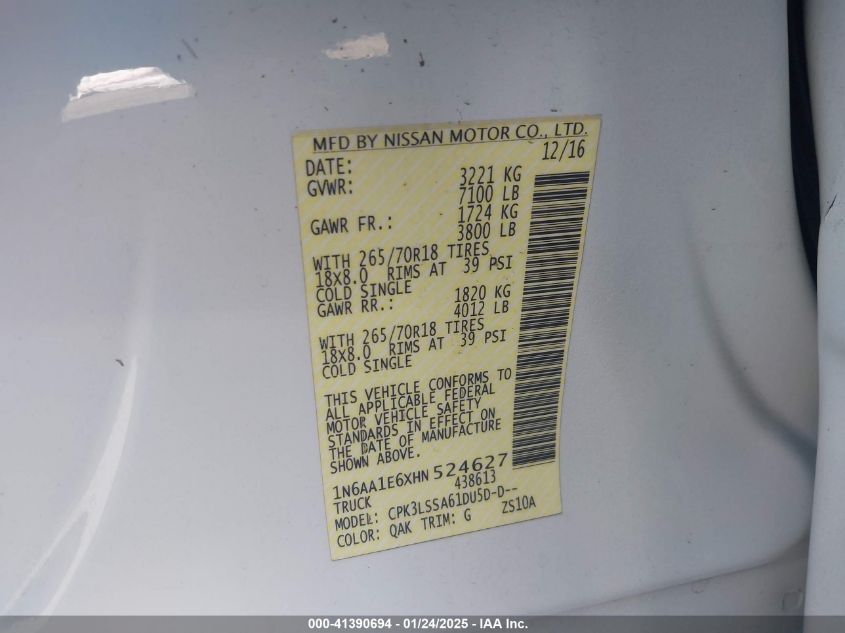 MFD BY NISSAN MOTOR CO., LTD.
DATE: 12/16
GVWR: 3221 KG
7100 LB
GAWR FR.: 1724 KG
3800 LB
WITH 265/70R18 TIRES
18X8.0 RIMS AT 39 PSI
COLD SINGLE
GAWR RR.: 1820 KG
4012 LB
WITH 265/70R18 TIRES
18X8.0 RIMS AT 39 PSI
COLD SINGLE
THIS VEHICLE CONFORMS TO
ALL APPLICABLE FEDERAL
MOTOR VEHICLE SAFETY
STANDARDS IN EFFECT ON
THE DATE OF MANUFACTURE
SHOWN ABOVE.
1N6AA1E6XHN 524627
TRUCK 438613
MODEL: CPK3LSSA61DU5D-D--
COLOR: QAK TRIM: G ZS10A
000-41390694 - 01/24/2025 - IAA Inc.